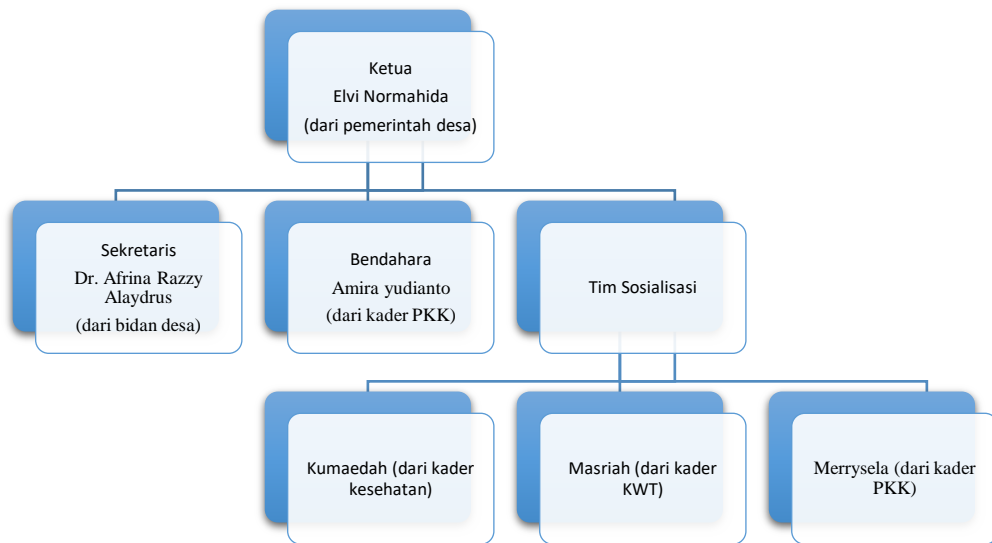 Ketua
Elvi Normahida
(dari pemerintah desa)
Sekretaris
Dr. Afrina Razzy
Alaydrus
(dari bidan desa)
Bendahara
Amira yudianto
(dari kader PKK)
Tim Sosialisasi
Kumaedah (dari kader
kesehatan)
Masriah (dari kader
KWT)
Merrysela (dari kader
PKK)